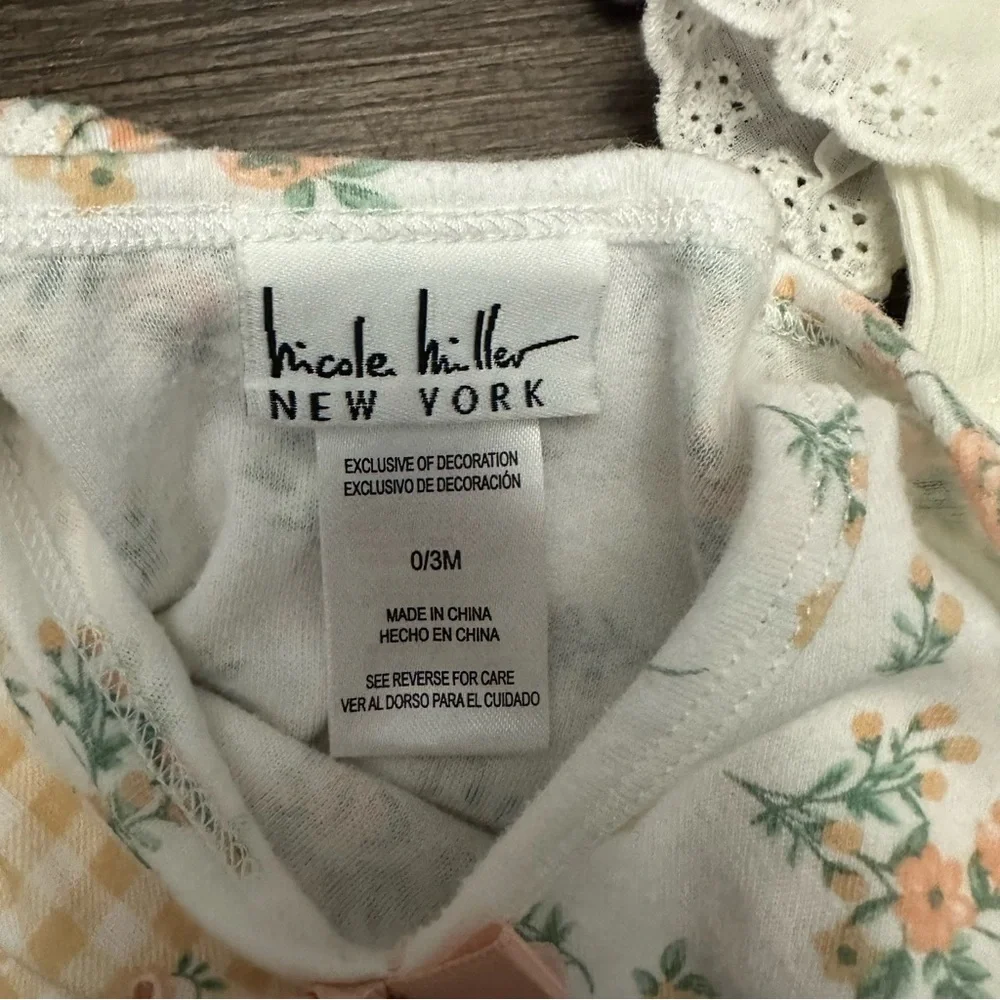 nicole miller
NEW YORK
EXCLUSIVE OF DECORATION
EXCLUSIVO DE DECORACIÓN
0/3M
MADE IN CHINA
HECHO EN CHINA
SEE REVERSE FOR CARE
VER AL DORSO PARA EL CUIDADO